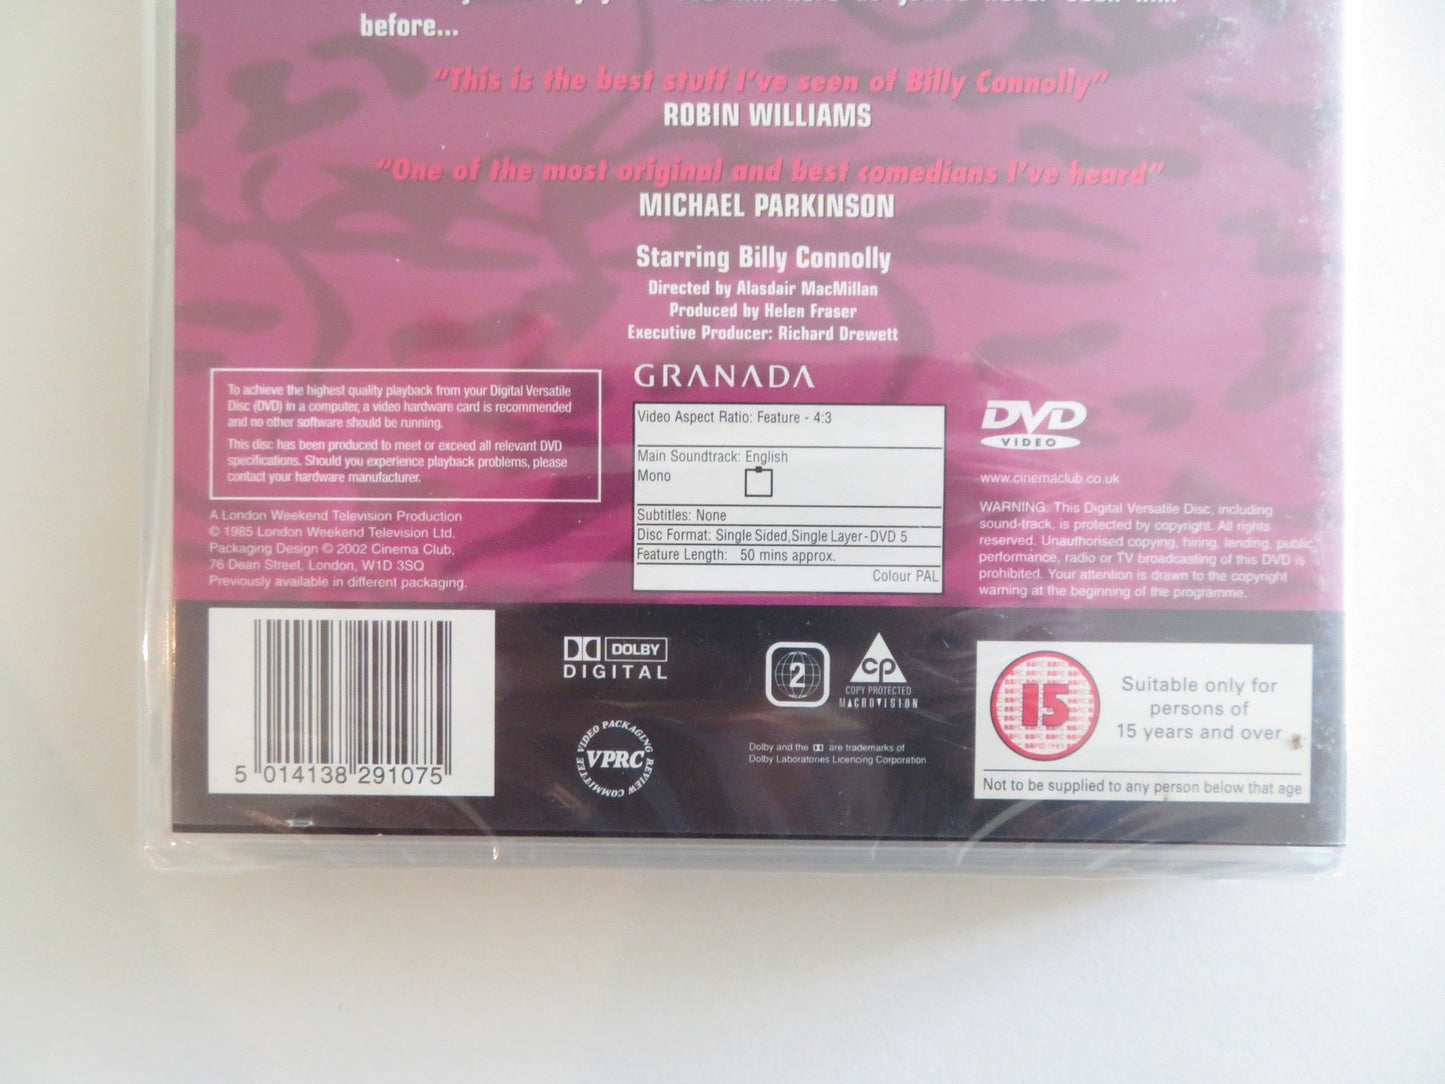 before...
"This is the best stuff I've seen of Billy Connolly"
ROBIN WILLIAMS
"One of the most original and best comedians I've heard"
MICHAEL PARKINSON
Starring Billy Connolly
Directed by Alasdair MacMillan
Produced by Helen Fraser
Executive Producer: Richard Drewett
GRANADA
To achieve the highest quality playback from your Digital Versatile
Disc (DVD) in a computer, a video hardware card is recommended
and no other software should be running.
This disc has been produced to meet or exceed all relevant DVD
specifications. Should you experience playback problems, please
contact your hardware manufacturer.
A London Weekend Television Production
© 1985 London Weekend Television Ltd.
Packaging Design © 2002 Cinema Club,
76 Dean Street, London, W1D 3SQ
Previously available in different packaging.
Video Aspect Ratio: Feature - 4:3
Main Soundtrack: English
Mono
Subtitles: None
Disc Format: Single Sided,Single Layer-DVD 5
Feature Length: 50 mins approx.
Colour PAL
DVD
VIDEO
www.cinemaclub.co.uk
WARNING: This Digital Versatile Disc, including
sound-track, is protected by copyright. All rights
reserved. Unauthorised copying, hiring, lending, public
performance, radio or TV broadcasting of this DVD is
prohibited. Your attention is drawn to the copyright
warning at the beginning of the programme.
5 014138 291075
DOLBY
DIGITAL
VIDEO PACKAGING REVIEW COMMITTEE
VPRC
2
cp
COPY PROTECTED
MACROVISION
Dolby and the DD are trademarks of
Dolby Laboratories Licencing Corporation
15
Suitable only for
persons of
15 years and over
Not to be supplied to any person below that age